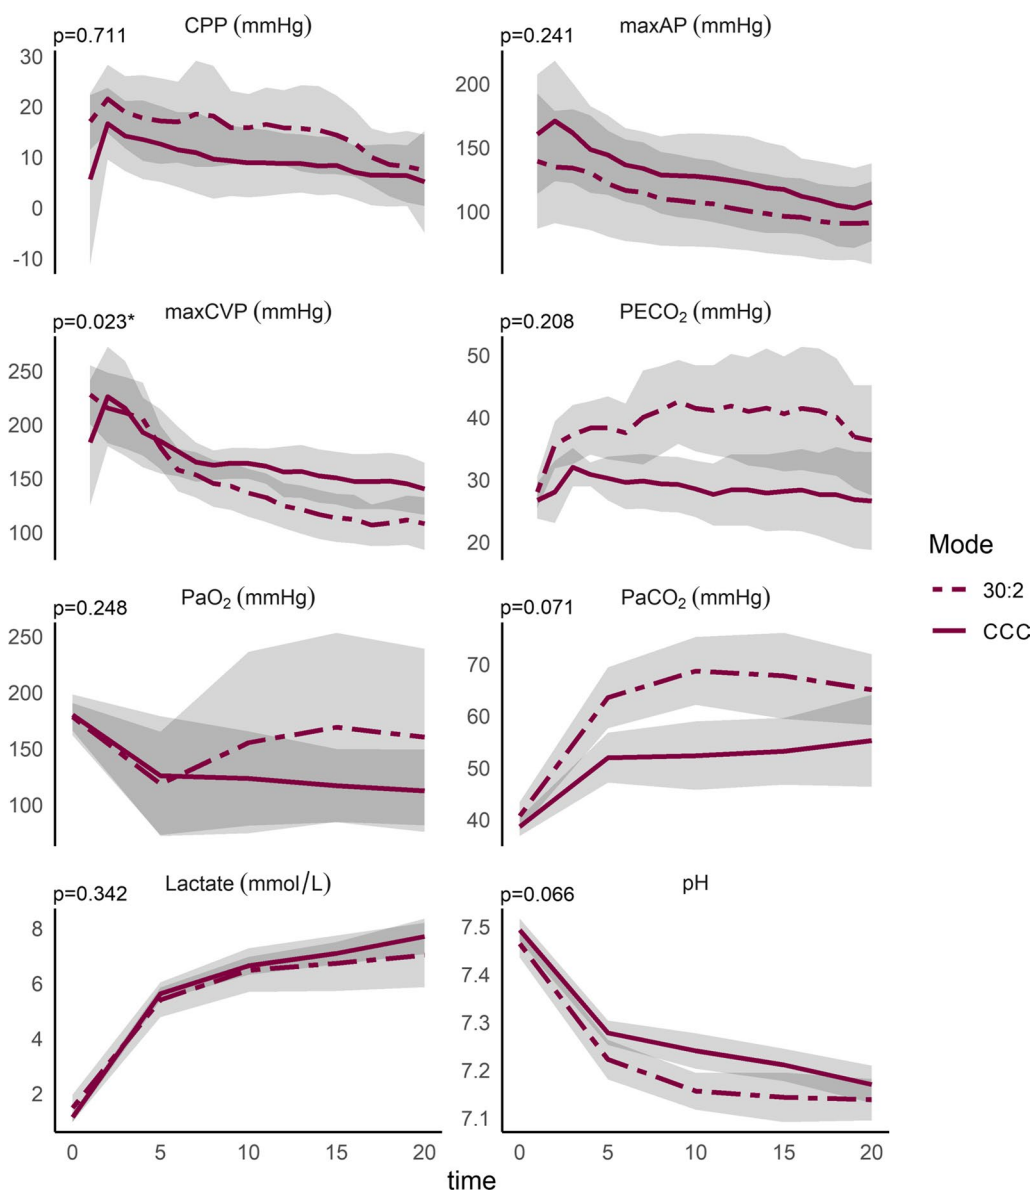 CPP (mmHg)
p=0.711
30
20
10
0
-10
maxAP (mmHg)
p=0.241
200
150
100
maxCVP (mmHg)
p=0.023*
250
200
150
100
PECO₂ (mmHg)
p=0.208
50
40
30
20
PaO₂ (mmHg)
p=0.248
250
200
150
100
PaCO₂ (mmHg)
p=0.071
70
60
50
40
Lactate (mmol/L)
p=0.342
8
6
4
2
0 5 10 15 20
pH
p=0.066
7.5
7.4
7.3
7.2
7.1
0 5 10 15 20
time
Mode
30:2
CCC